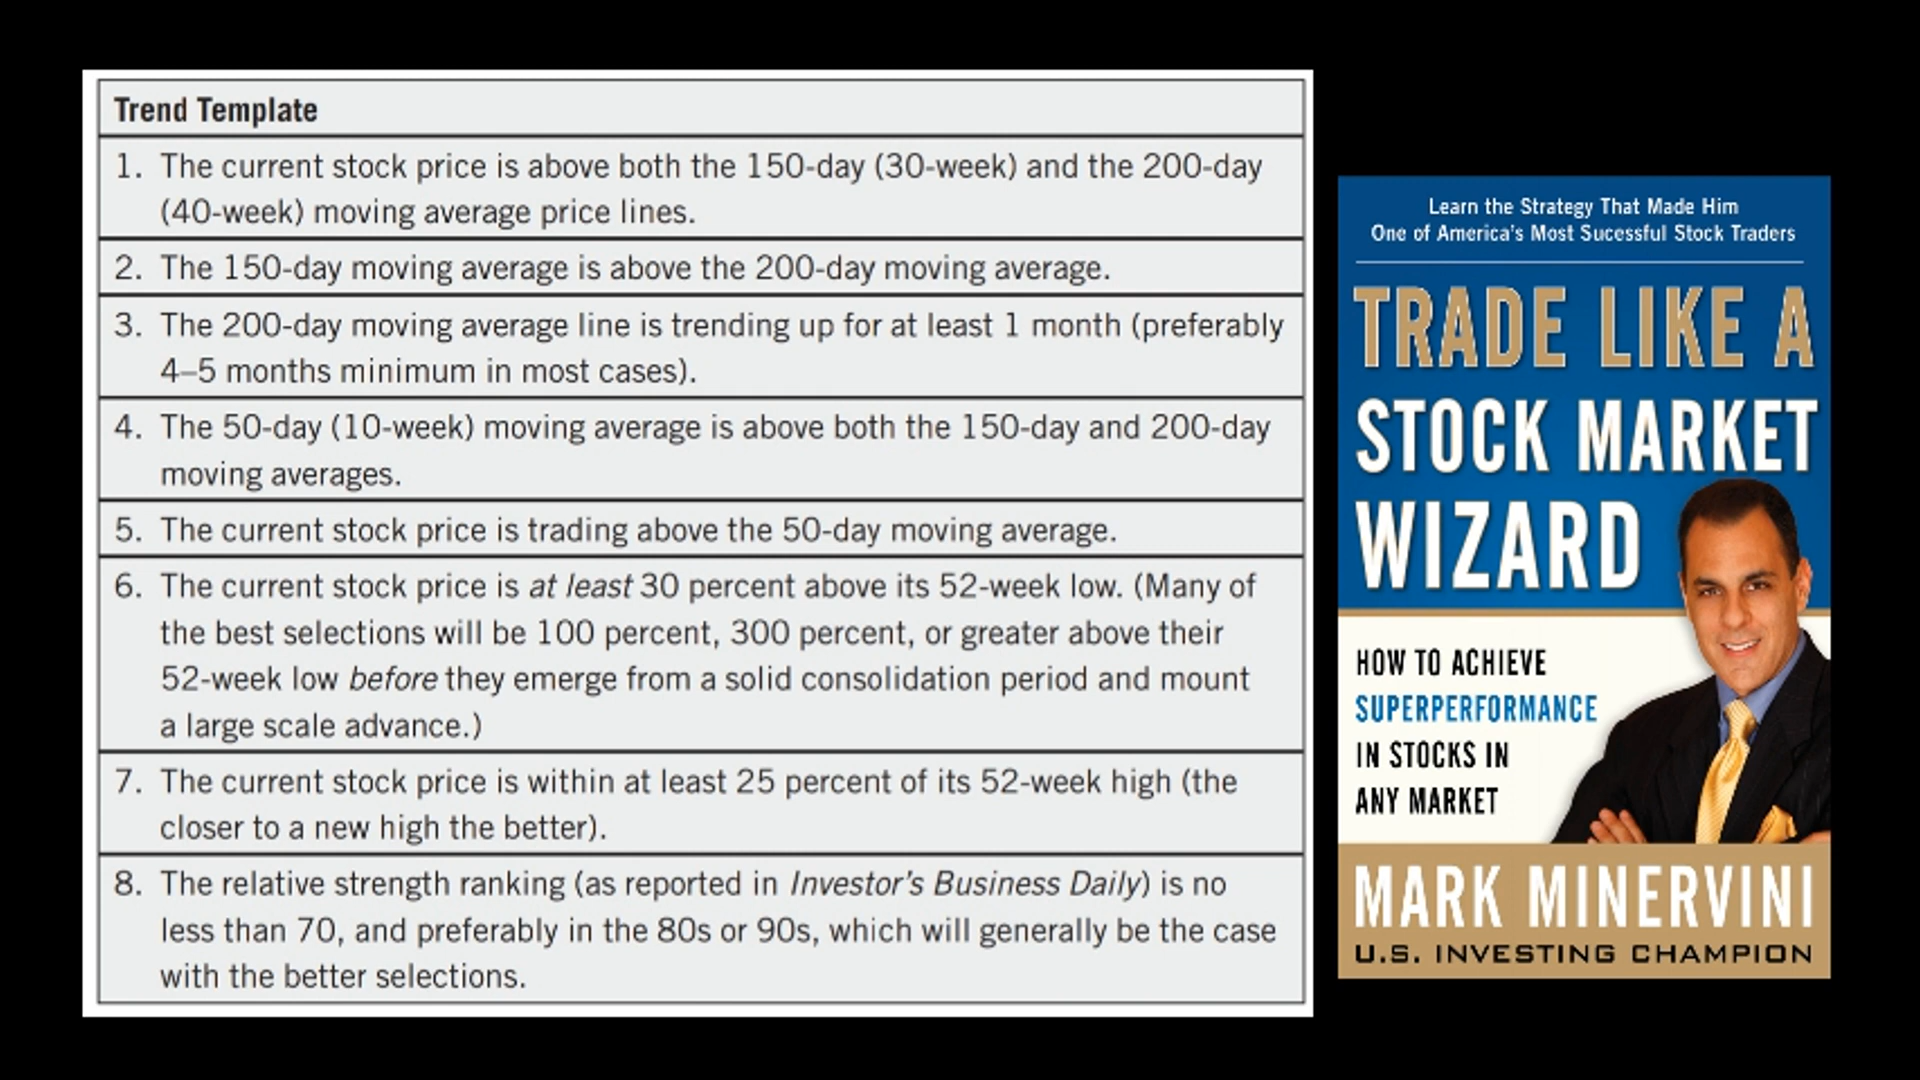 Trend Template
1. The current stock price is above both the 150-day (30-week) and the 200-day
(40-week) moving average price lines.
2. The 150-day moving average is above the 200-day moving average.
3. The 200-day moving average line is trending up for at least 1 month (preferably
4–5 months minimum in most cases).
4. The 50-day (10-week) moving average is above both the 150-day and 200-day
moving averages.
5. The current stock price is trading above the 50-day moving average.
6. The current stock price is at least 30 percent above its 52-week low. (Many of
the best selections will be 100 percent, 300 percent, or greater above their
52-week low before they emerge from a solid consolidation period and mount
a large scale advance.)
7. The current stock price is within at least 25 percent of its 52-week high (the
closer to a new high the better).
8. The relative strength ranking (as reported in Investor's Business Daily) is no
less than 70, and preferably in the 80s or 90s, which will generally be the case
with the better selections.
Learn the Strategy That Made Him
One of America's Most Sucessful Stock Traders
TRADE LIKE A
STOCK MARKET
WIZARD
HOW TO ACHIEVE
SUPERPERFORMANCE
IN STOCKS IN
ANY MARKET
MARK MINERVINI
U.S. INVESTING CHAMPION